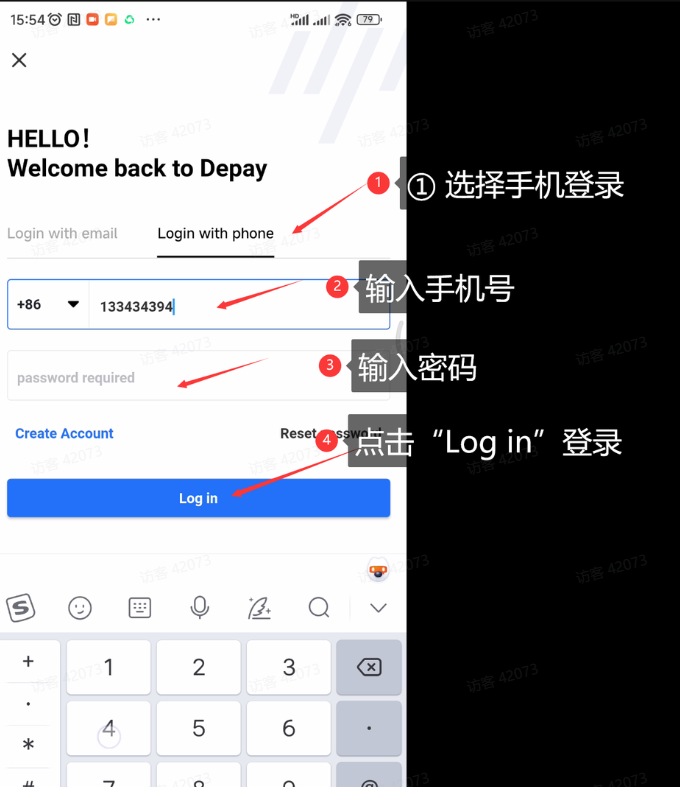 15:54
HD
79
HELLO!
Welcome back to Depay
1
① 选择手机登录
Login with email
Login with phone
2
输入手机号
+86
133434394
3
输入密码
password required
Create Account
Reset
4
点击“Log in”登录
Log in
+
1
2
3
.
4
5
6
.
*
#
7
8
9
@
访客 42073